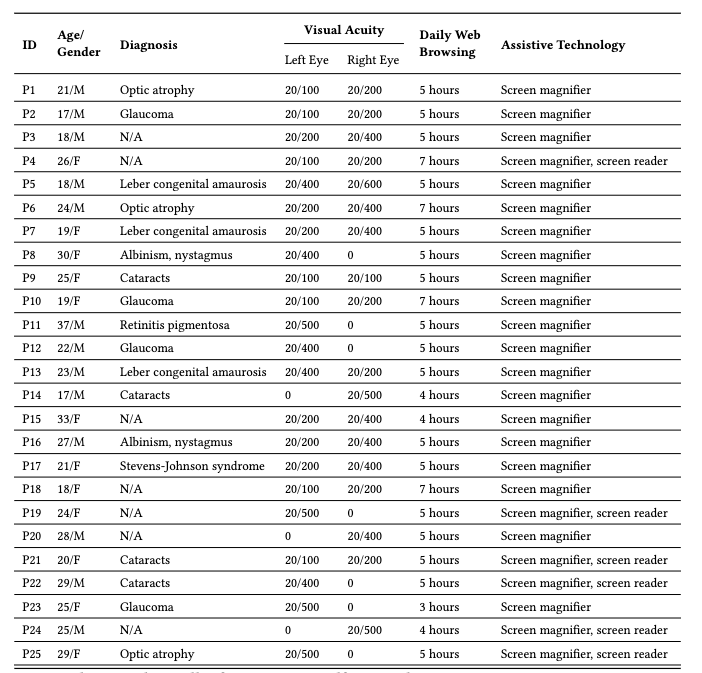 ID Age/ Gender Diagnosis Visual Acuity Daily Web Browsing Assistive Technology
Left Eye Right Eye
P1 21/M Optic atrophy 20/100 20/200 5 hours Screen magnifier
P2 17/M Glaucoma 20/100 20/200 5 hours Screen magnifier
P3 18/M N/A 20/200 20/400 5 hours Screen magnifier
P4 26/F N/A 20/100 20/200 7 hours Screen magnifier, screen reader
P5 18/M Leber congenital amaurosis 20/400 20/600 5 hours Screen magnifier
P6 24/M Optic atrophy 20/200 20/400 7 hours Screen magnifier
P7 19/F Leber congenital amaurosis 20/200 20/400 5 hours Screen magnifier
P8 30/F Albinism, nystagmus 20/400 0 5 hours Screen magnifier
P9 25/F Cataracts 20/100 20/100 5 hours Screen magnifier
P10 19/F Glaucoma 20/100 20/200 7 hours Screen magnifier
P11 37/M Retinitis pigmentosa 20/500 0 5 hours Screen magnifier
P12 22/M Glaucoma 20/400 0 5 hours Screen magnifier
P13 23/M Leber congenital amaurosis 20/400 20/200 5 hours Screen magnifier
P14 17/M Cataracts 0 20/500 4 hours Screen magnifier
P15 33/F N/A 20/200 20/400 4 hours Screen magnifier
P16 27/M Albinism, nystagmus 20/200 20/400 5 hours Screen magnifier
P17 21/F Stevens-Johnson syndrome 20/200 20/400 5 hours Screen magnifier
P18 18/F N/A 20/100 20/200 7 hours Screen magnifier
P19 24/F N/A 20/500 0 5 hours Screen magnifier, screen reader
P20 28/M N/A 0 20/400 5 hours Screen magnifier
P21 20/F Cataracts 20/100 20/200 5 hours Screen magnifier, screen reader
P22 29/M Cataracts 20/400 0 5 hours Screen magnifier, screen reader
P23 25/F Glaucoma 20/500 0 3 hours Screen magnifier
P24 25/M N/A 0 20/500 4 hours Screen magnifier, screen reader
P25 29/F Optic atrophy 20/500 0 5 hours Screen magnifier, screen reader